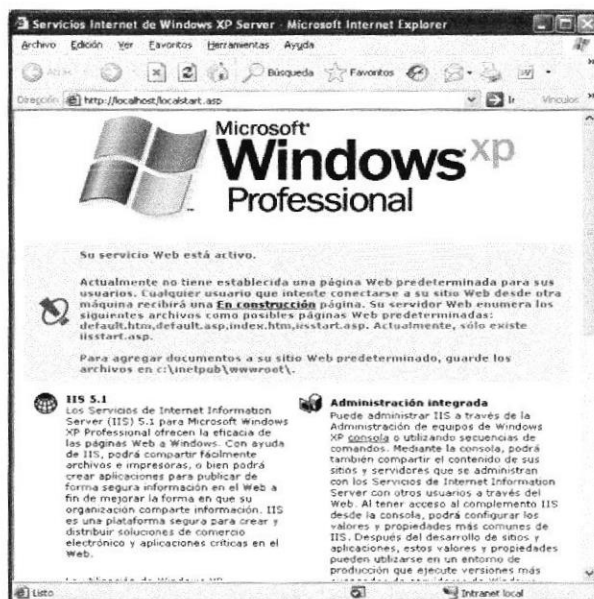 Servicios Internet de Windows XP Server - Microsoft Internet Explorer
Archivo Edición Ver Favoritos Herramientas Ayuda
Atrás Búsqueda Favoritos
Dirección http://localhost/localstart.asp Ir Vínculos
Microsoft
Windows xp
Professional
Su servicio Web está activo.
Actualmente no tiene establecida una página Web predeterminada para sus
usuarios. Cualquier usuario que intente conectarse a su sitio Web desde otra
máquina recibirá una En construcción página. Su servidor Web enumera los
siguientes archivos como posibles páginas Web predeterminadas:
default.htm,default.asp,index.htm,iisstart.asp. Actualmente, sólo existe
iisstart.asp.
Para agregar documentos a su sitio Web predeterminado, guarde los
archivos en c:\inetpub\wwwroot\.
IIS 5.1
Los Servicios de Internet Information
Server (IIS) 5.1 para Microsoft Windows
XP Professional ofrecen la eficacia de
las páginas Web a Windows. Con ayuda
de IIS, podrá compartir fácilmente
archivos e impresoras, o bien podrá
crear aplicaciones para publicar de
forma segura información en el Web a
fin de mejorar la forma en que su
organización comparte información. IIS
es una plataforma segura para crear y
distribuir soluciones de comercio
electrónico y aplicaciones críticas en el
Web.
Administración integrada
Puede administrar IIS a través de la
Administración de equipos de Windows
XP consola o utilizando secuencias de
comandos. Mediante la consola, podrá
también compartir el contenido de sus
sitios y servidores que se administran
con los Servicios de Internet Information
Server con otros usuarios a través del
Web. Al tener acceso al complemento IIS
desde la consola, podrá configurar los
valores y propiedades más comunes de
IIS. Después del desarrollo de sitios y
aplicaciones, estos valores y propiedades
pueden utilizarse en un entorno de
producción que ejecute versiones más
Listo Intranet local